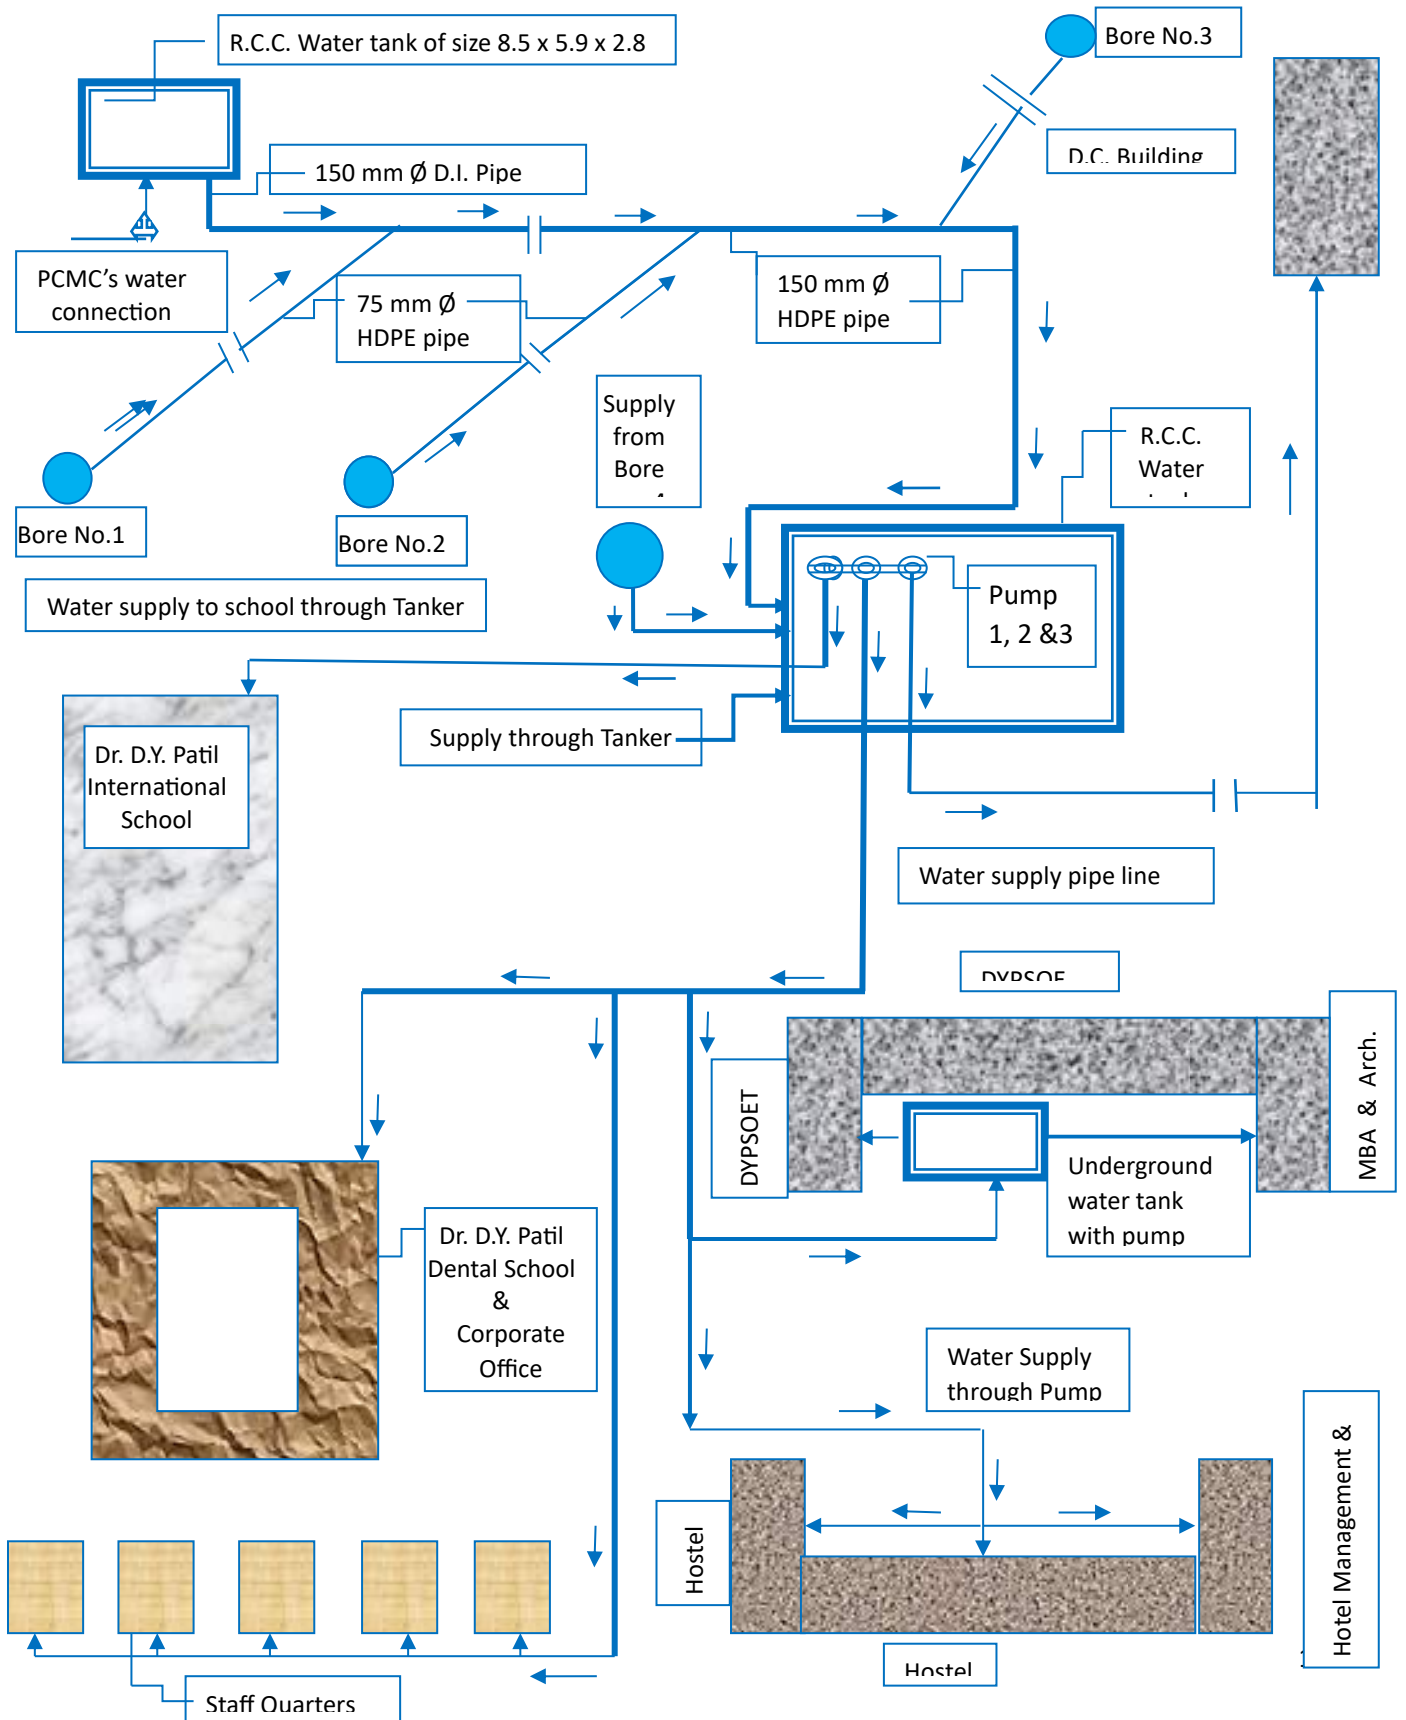 R.C.C. Water tank of size 8.5 x 5.9 x 2.8
Bore No.3
D.C. Building
150 mm Ø D.I. Pipe
PCMC’s water
connection
75 mm Ø
HDPE pipe
150 mm Ø
HDPE pipe
Supply
from
Bore
R.C.C.
Water
Bore No.1
Bore No.2
Water supply to school through Tanker
Pump
1, 2 &3
Supply through Tanker
Dr. D.Y. Patil
International
School
Water supply pipe line
DYPSOE
DYPSOET
MBA & Arch.
Underground
water tank
with pump
Dr. D.Y. Patil
Dental School
&
Corporate
Office
Water Supply
through Pump
Hotel Management &
Hostel
Hostel
Staff Quarters